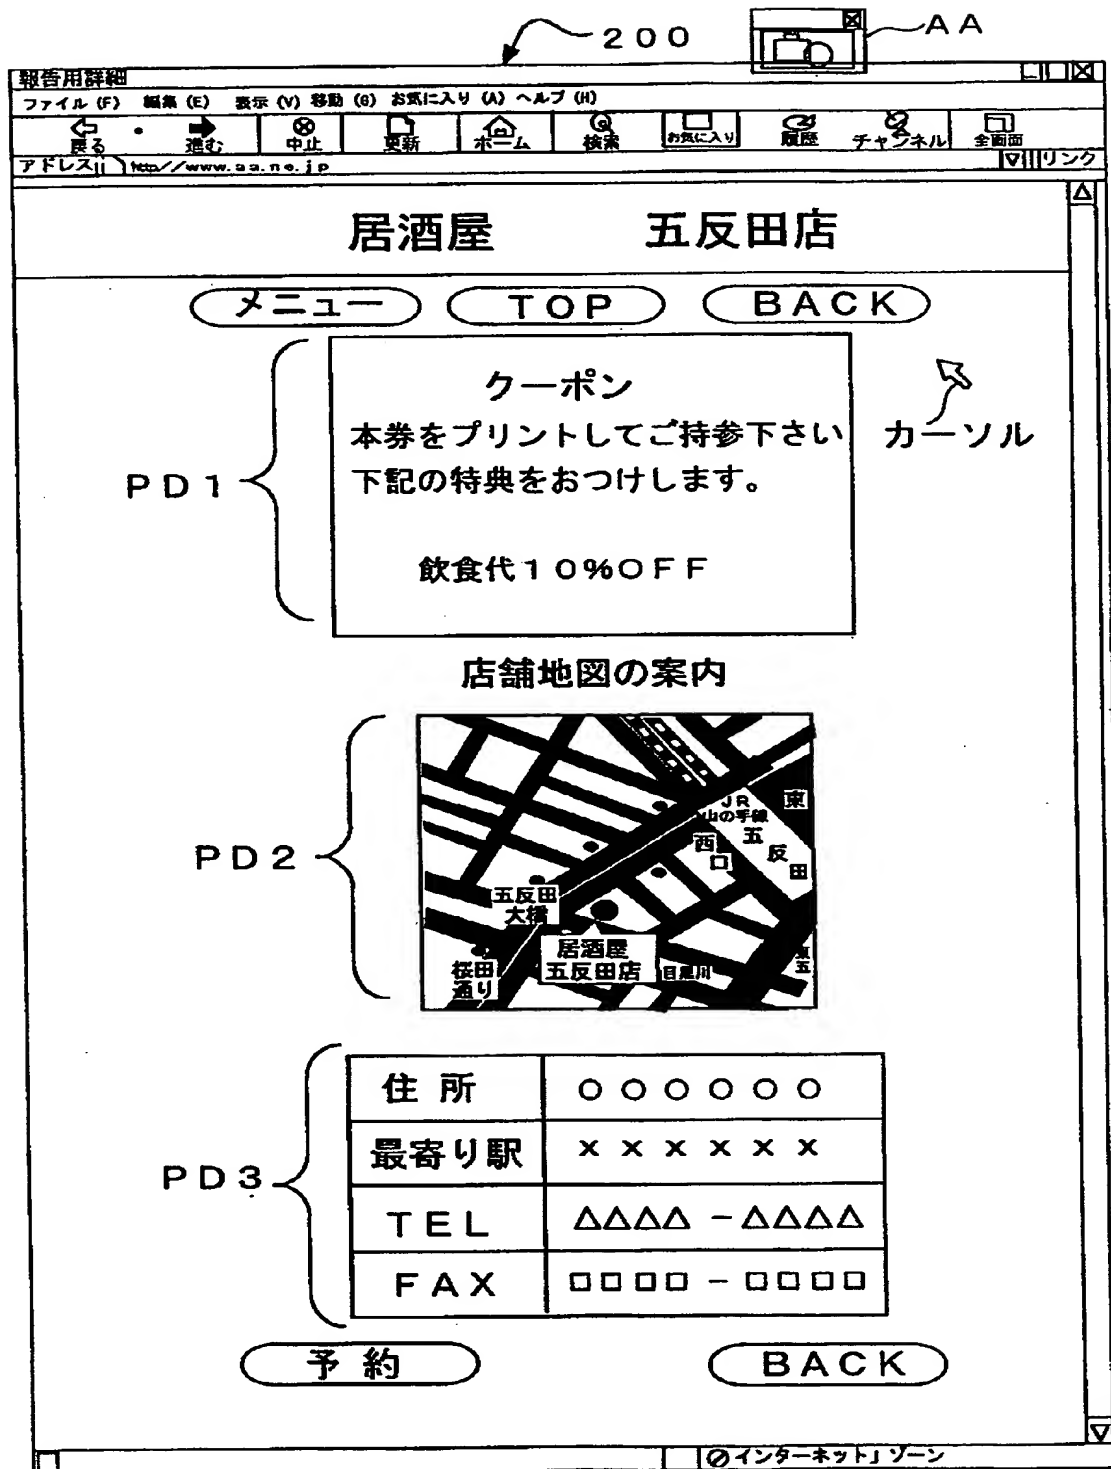 200
AA
報告用詳細
ファイル (F) 編集 (E) 表示 (V) 移動 (G) お気に入り (A) ヘルプ (H)
戻る 進む 中止 更新 ホーム 検索 お気に入り 履歴 チャンネル 全画面
アドレス http//www.aa.ne.jp リンク
居酒屋 五反田店
メニュー TOP BACK
PD1
クーポン
本券をプリントしてご持参下さい
下記の特典をおつけします。
飲食代10%OFF
カーソル
店舗地図の案内
PD2
JR
山の手線
東
西口
五反田
五反田
大橋
居酒屋
五反田店
桜田
通り
目黒川
東五
PD3
住所 ○○○○○○
最寄り駅 ××××××
TEL △△△△-△△△△
FAX □□□□-□□□□
予約 BACK
インターネット」ゾーン